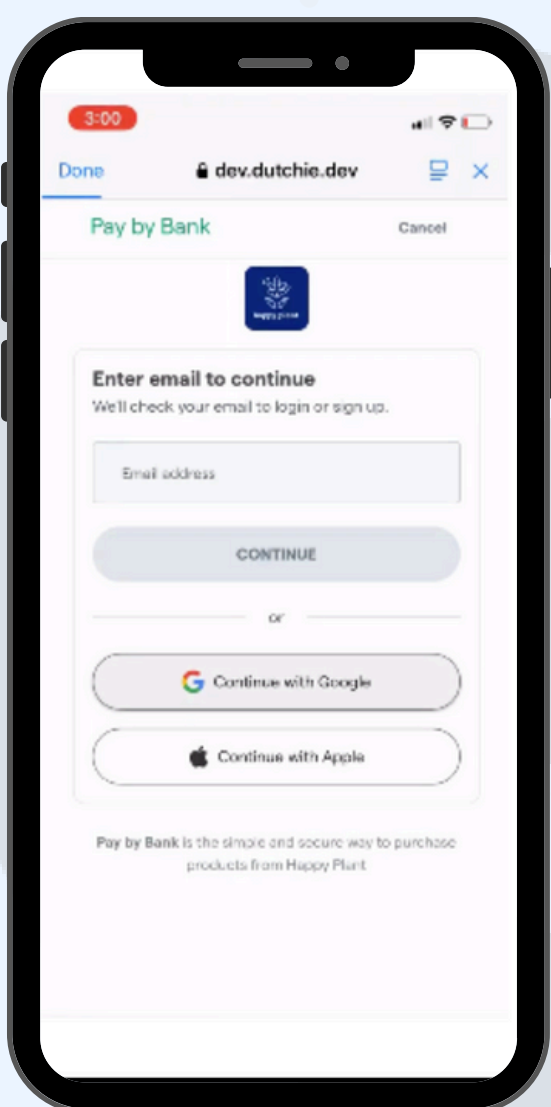 3:00
Done
dev.dutchie.dev
Pay by Bank
Cancel
happy plant
Enter email to continue
We'll check your email to login or sign up.
Email address
CONTINUE
or
Continue with Google
Continue with Apple
Pay by Bank is the simple and secure way to purchase
products from Happy Plant